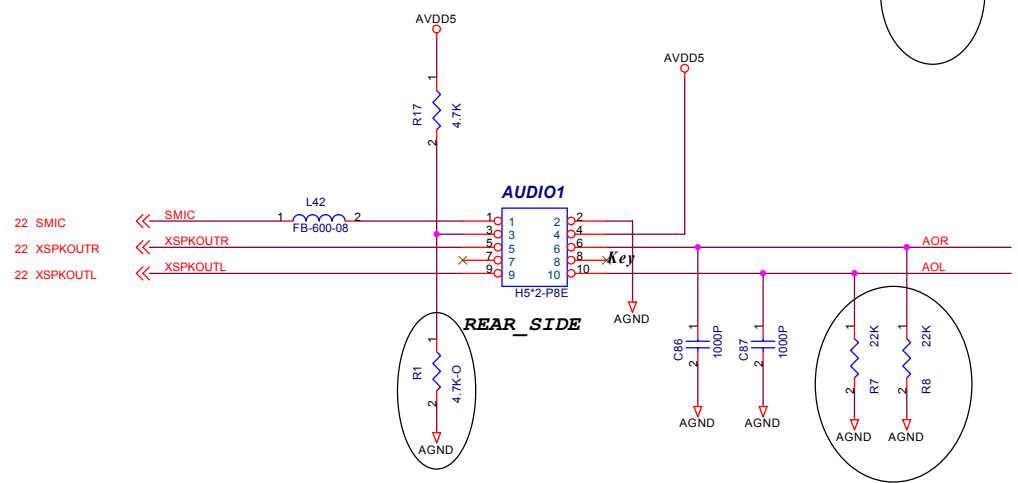 AVDD5
AVDD5
1
R17
4.7K
2
AUDIO1
L42
22 SMIC
SMIC
1
2
FB-600-08
1 1 2 2
3 3 4 4
22 XSPKOUTR
XSPKOUTR
5 5 6 6
AOR
7 7 8 8
Key
22 XSPKOUTL
XSPKOUTL
9 9 10 10
AOL
H5*2-P8E
REAR_SIDE
AGND
1
R1
4.7K-O
2
AGND
1
C86
1000P
2
AGND
1
C87
1000P
2
AGND
1
22K
2
R7
AGND
1
22K
2
R8
AGND